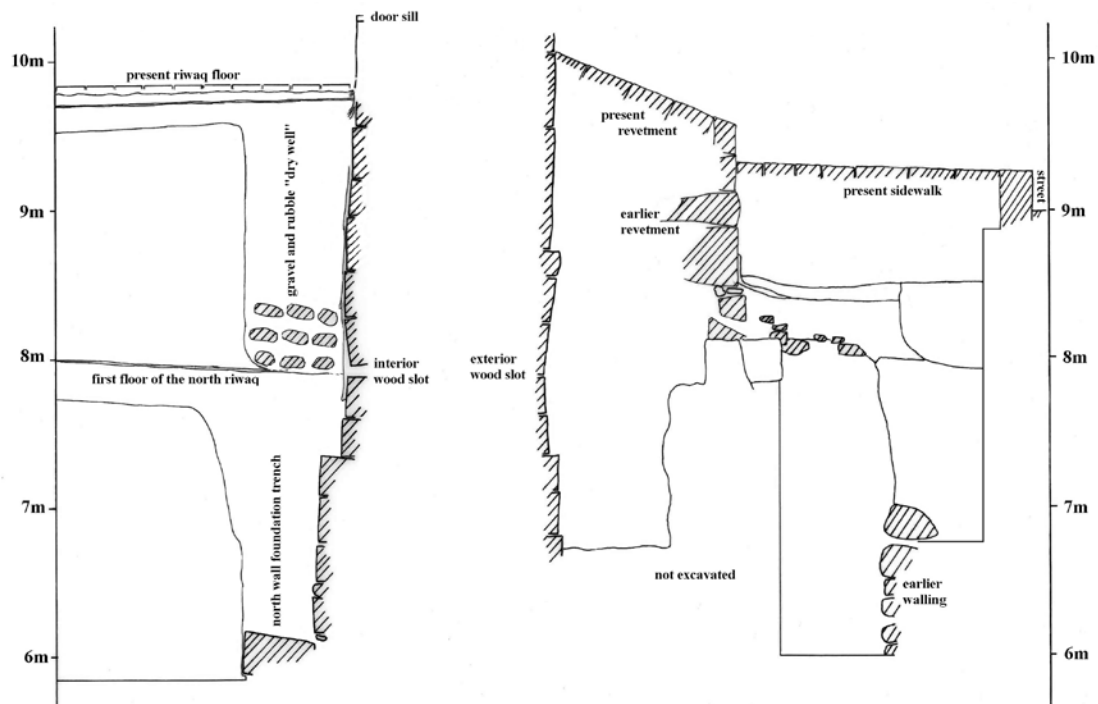 door sill
10m
present riwaq floor
gravel and rubble "dry well"
9m
8m
first floor of the north riwaq
interior
wood slot
7m
north wall foundation trench
6m
10m
present
revetment
present sidewalk
street
9m
earlier
revetment
exterior
wood slot
8m
7m
not excavated
earlier
walling
6m